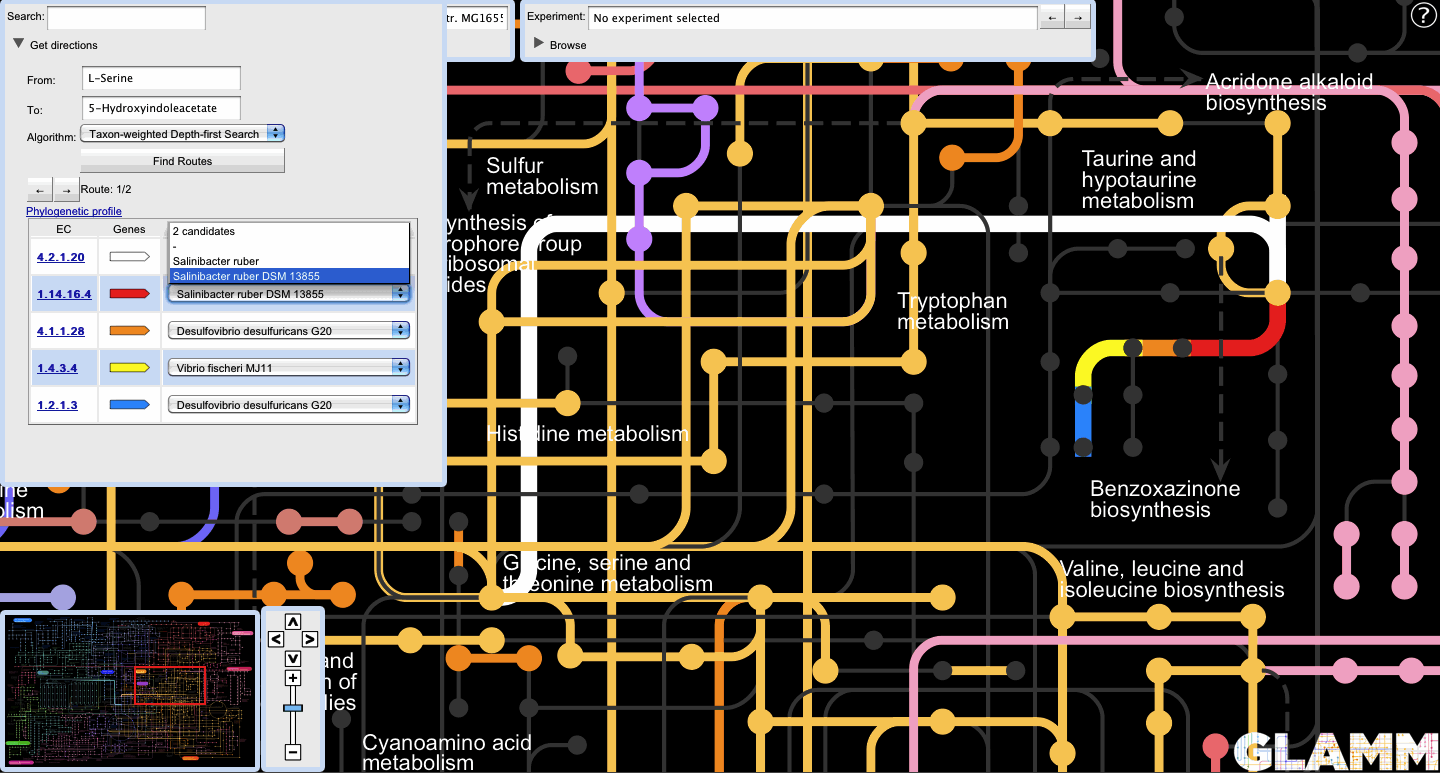 Search:
tr. MG1655
Experiment: No experiment selected ← →
▶ Browse
?
▼ Get directions
From: L-Serine
To: 5-Hydroxyindoleacetate
Algorithm: Taxon-weighted Depth-first Search
Find Routes
← → Route: 1/2
Phylogenetic profile
EC Genes
2 candidates
-
Salinibacter ruber
Salinibacter ruber DSM 13855
4.2.1.20
1.14.16.4 Salinibacter ruber DSM 13855
4.1.1.28 Desulfovibrio desulfuricans G20
1.4.3.4 Vibrio fischeri MJ11
1.2.1.3 Desulfovibrio desulfuricans G20
Acridone alkaloid
biosynthesis
Sulfur
metabolism
Taurine and
hypotaurine
metabolism
ynthesis of
rophore group
ibosomal
ides
Tryptophan
metabolism
Histidine metabolism
Benzoxazinone
biosynthesis
ine
olism
Glycine, serine and
threonine metabolism
Valine, leucine and
isoleucine biosynthesis
and
n of
dies
Cyanoamino acid
metabolism
GLAMM